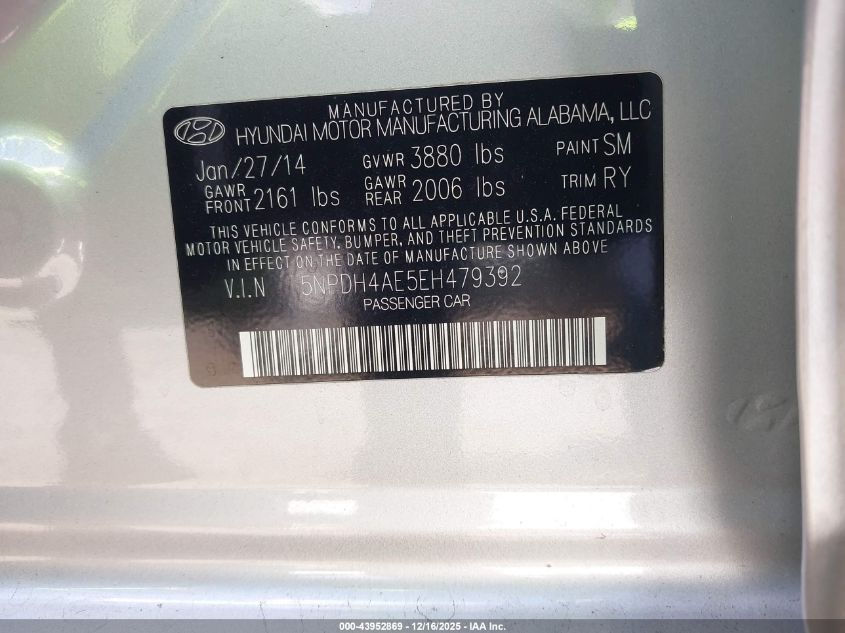 MANUFACTURED BY
HYUNDAI MOTOR MANUFACTURING ALABAMA, LLC
Jan/27/14 GVWR 3880 lbs PAINT SM
GAWR FRONT 2161 lbs GAWR REAR 2006 lbs TRIM RY
THIS VEHICLE CONFORMS TO ALL APPLICABLE U.S.A. FEDERAL
MOTOR VEHICLE SAFETY, BUMPER, AND THEFT PREVENTION STANDARDS
IN EFFECT ON THE DATE OF MANUFACTURE SHOWN ABOVE
V.I.N 5NPDH4AE5EH479392
PASSENGER CAR
000-43952869 - 12/16/2025 - IAA Inc.